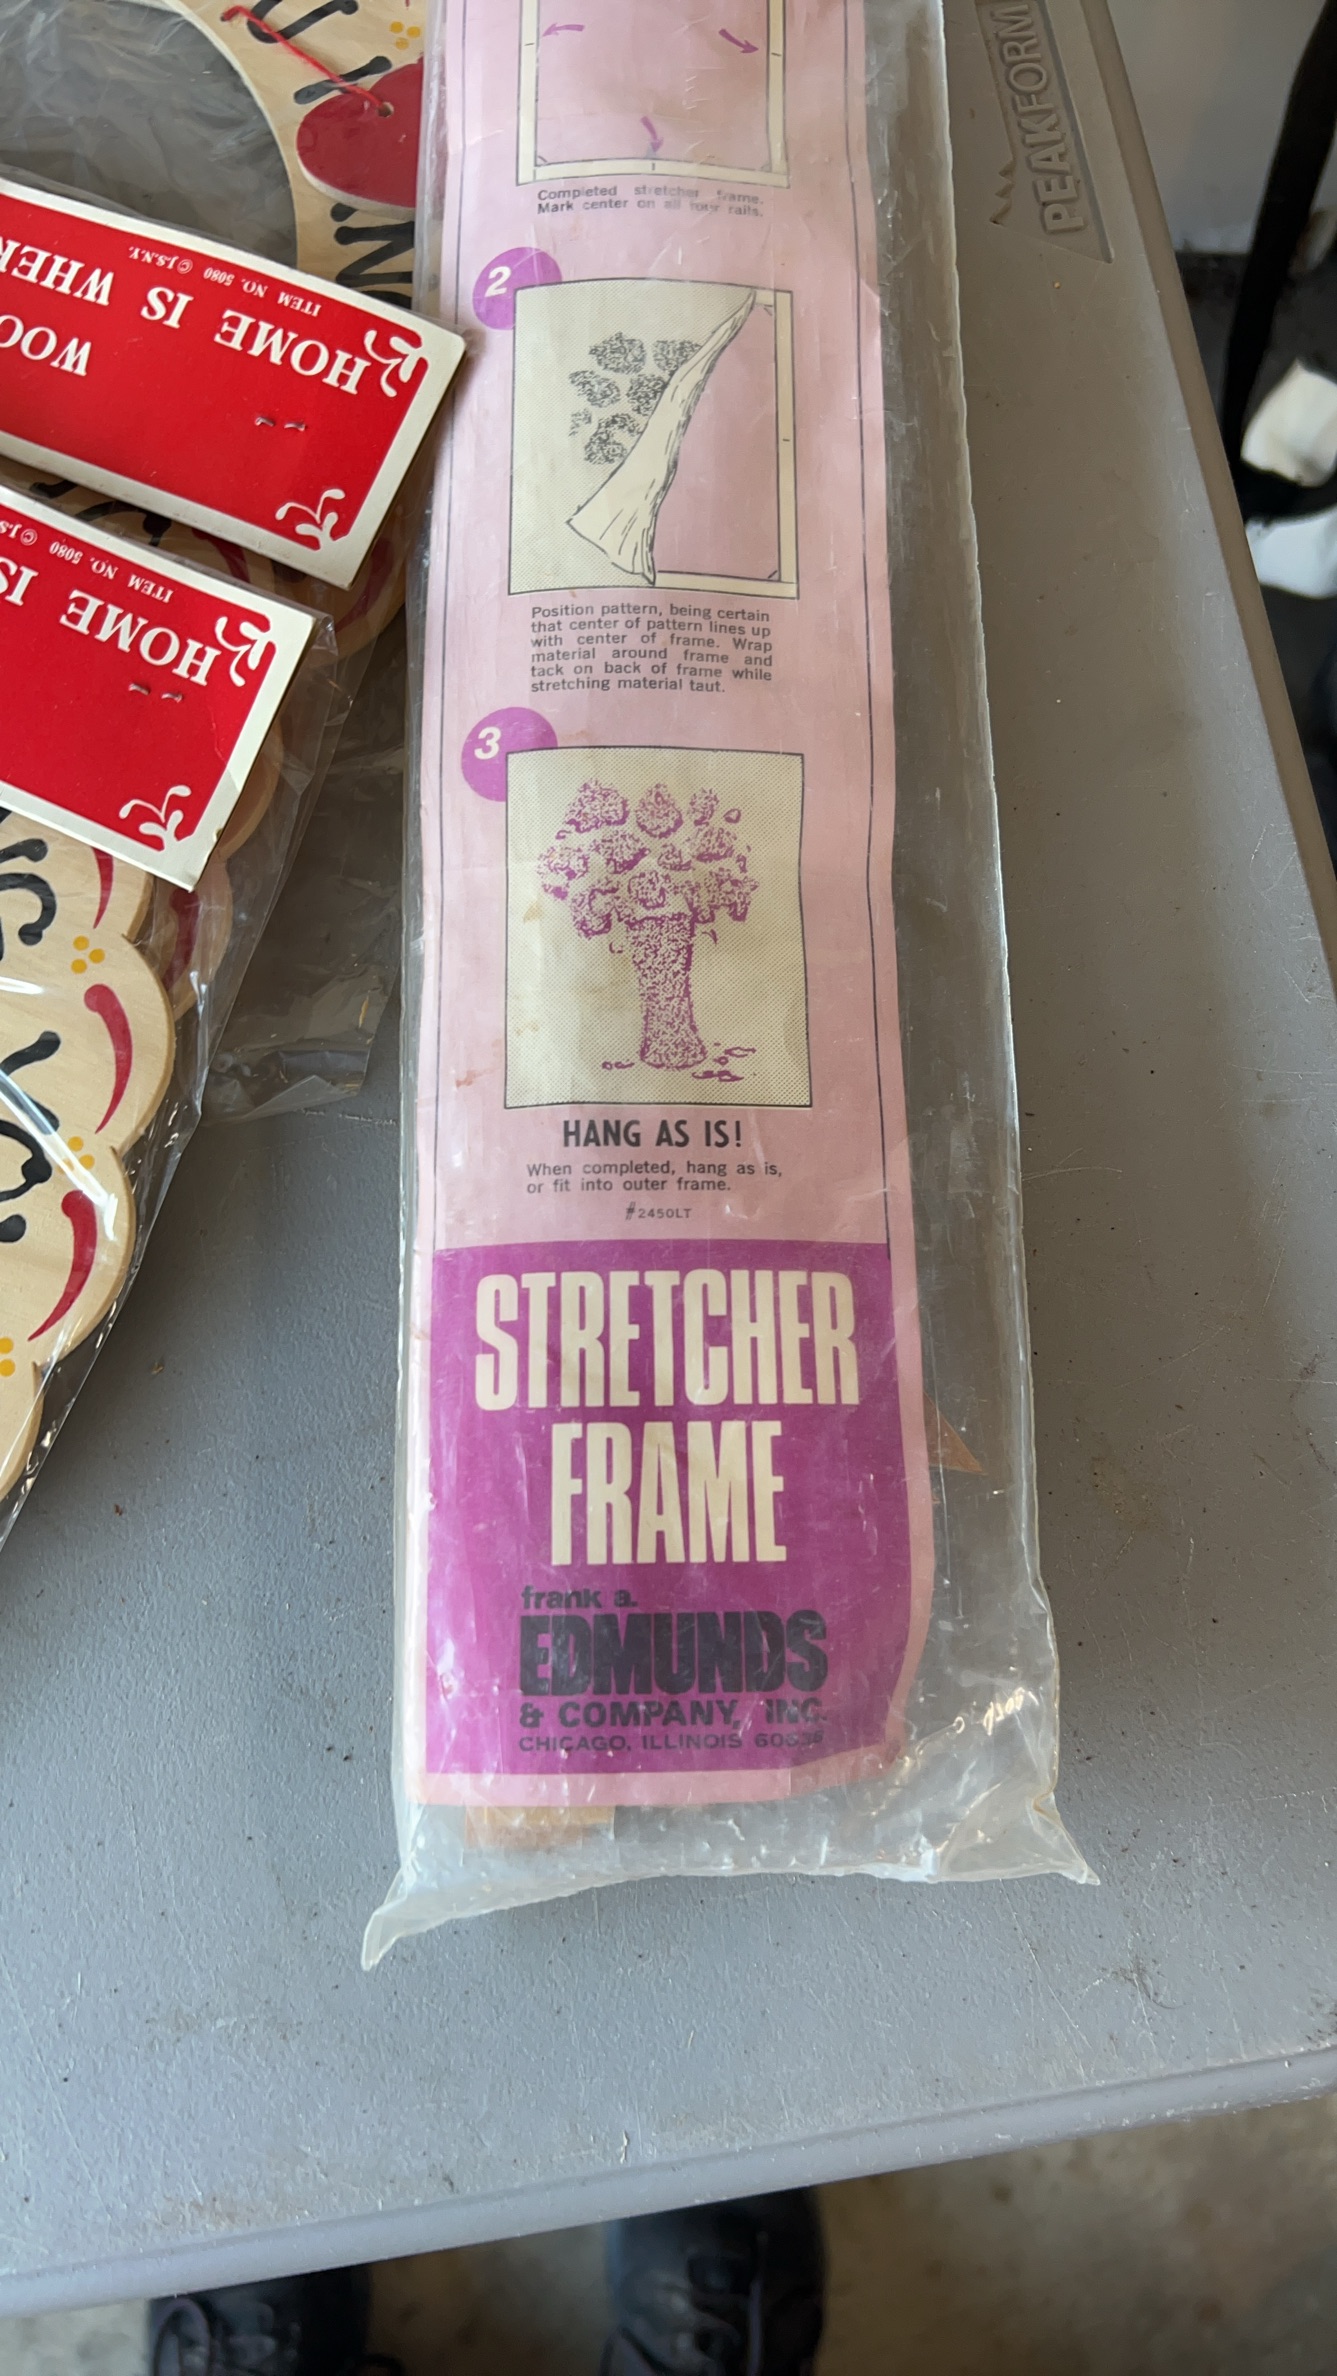 Completed stretcher frame.
Mark center on all four rails.
2
Position pattern, being certain
that center of pattern lines up
with center of frame. Wrap
material around frame and
tack on back of frame while
stretching material taut.
3
HANG AS IS!
When completed, hang as is,
or fit into outer frame.
#2450LT
STRETCHER
FRAME
frank a.
EDMUNDS
& COMPANY, INC.
CHICAGO, ILLINOIS
PEAKFORM
HOME IS
ITEM NO. 5080 © J.S.N.Y.
HOME IS
ITEM NO. 5080